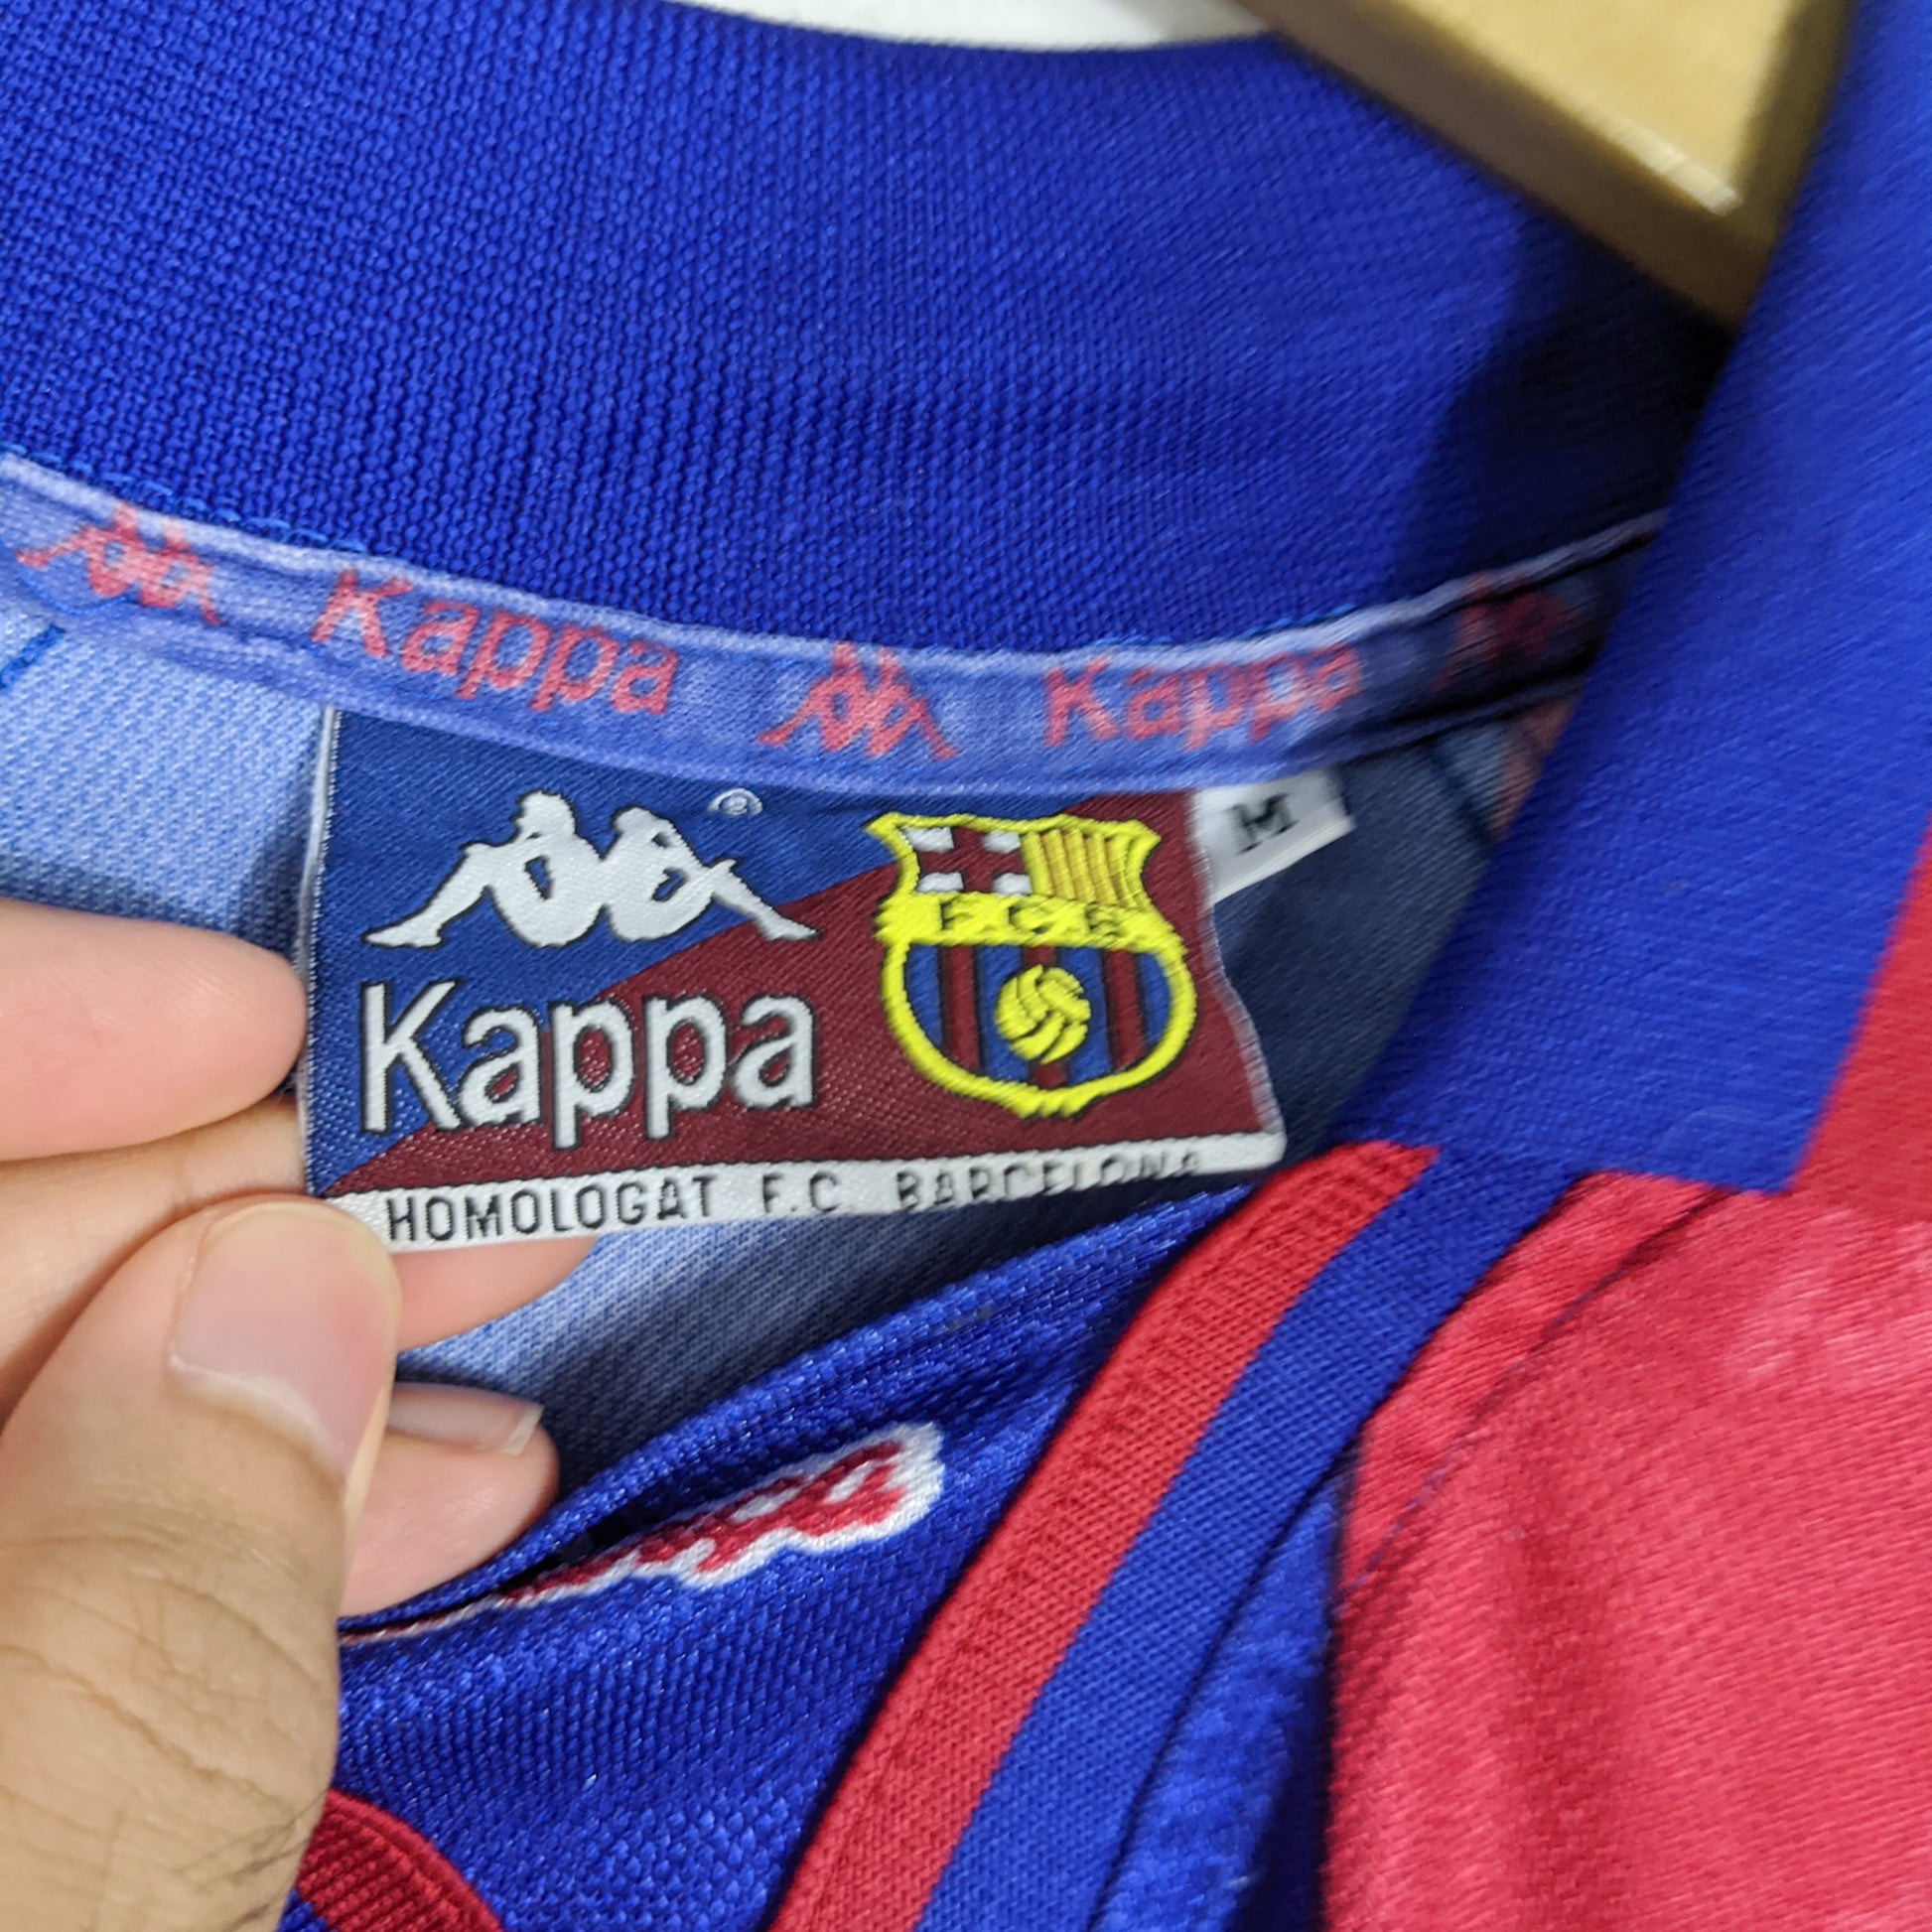 Kappa Kappa
M
®
F.C.B.
Kappa
HOMOLOGAT F.C BARCELONA